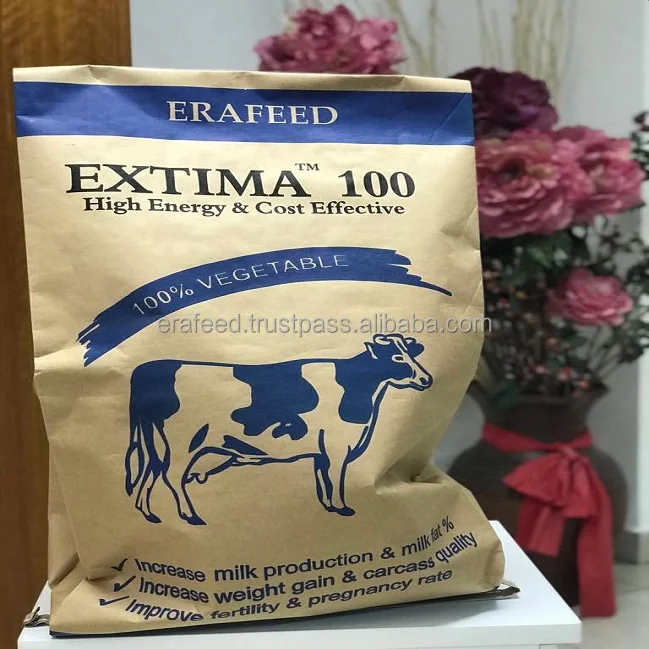 ERAFEED
EXTIMA™ 100
High Energy & Cost Effective
100% VEGETABLE
erafeed.trustpass.alibaba.com
✓ Increase milk production & milk fat %
✓ Increase weight gain & carcass quality
✓ Improve fertility & pregnancy rate